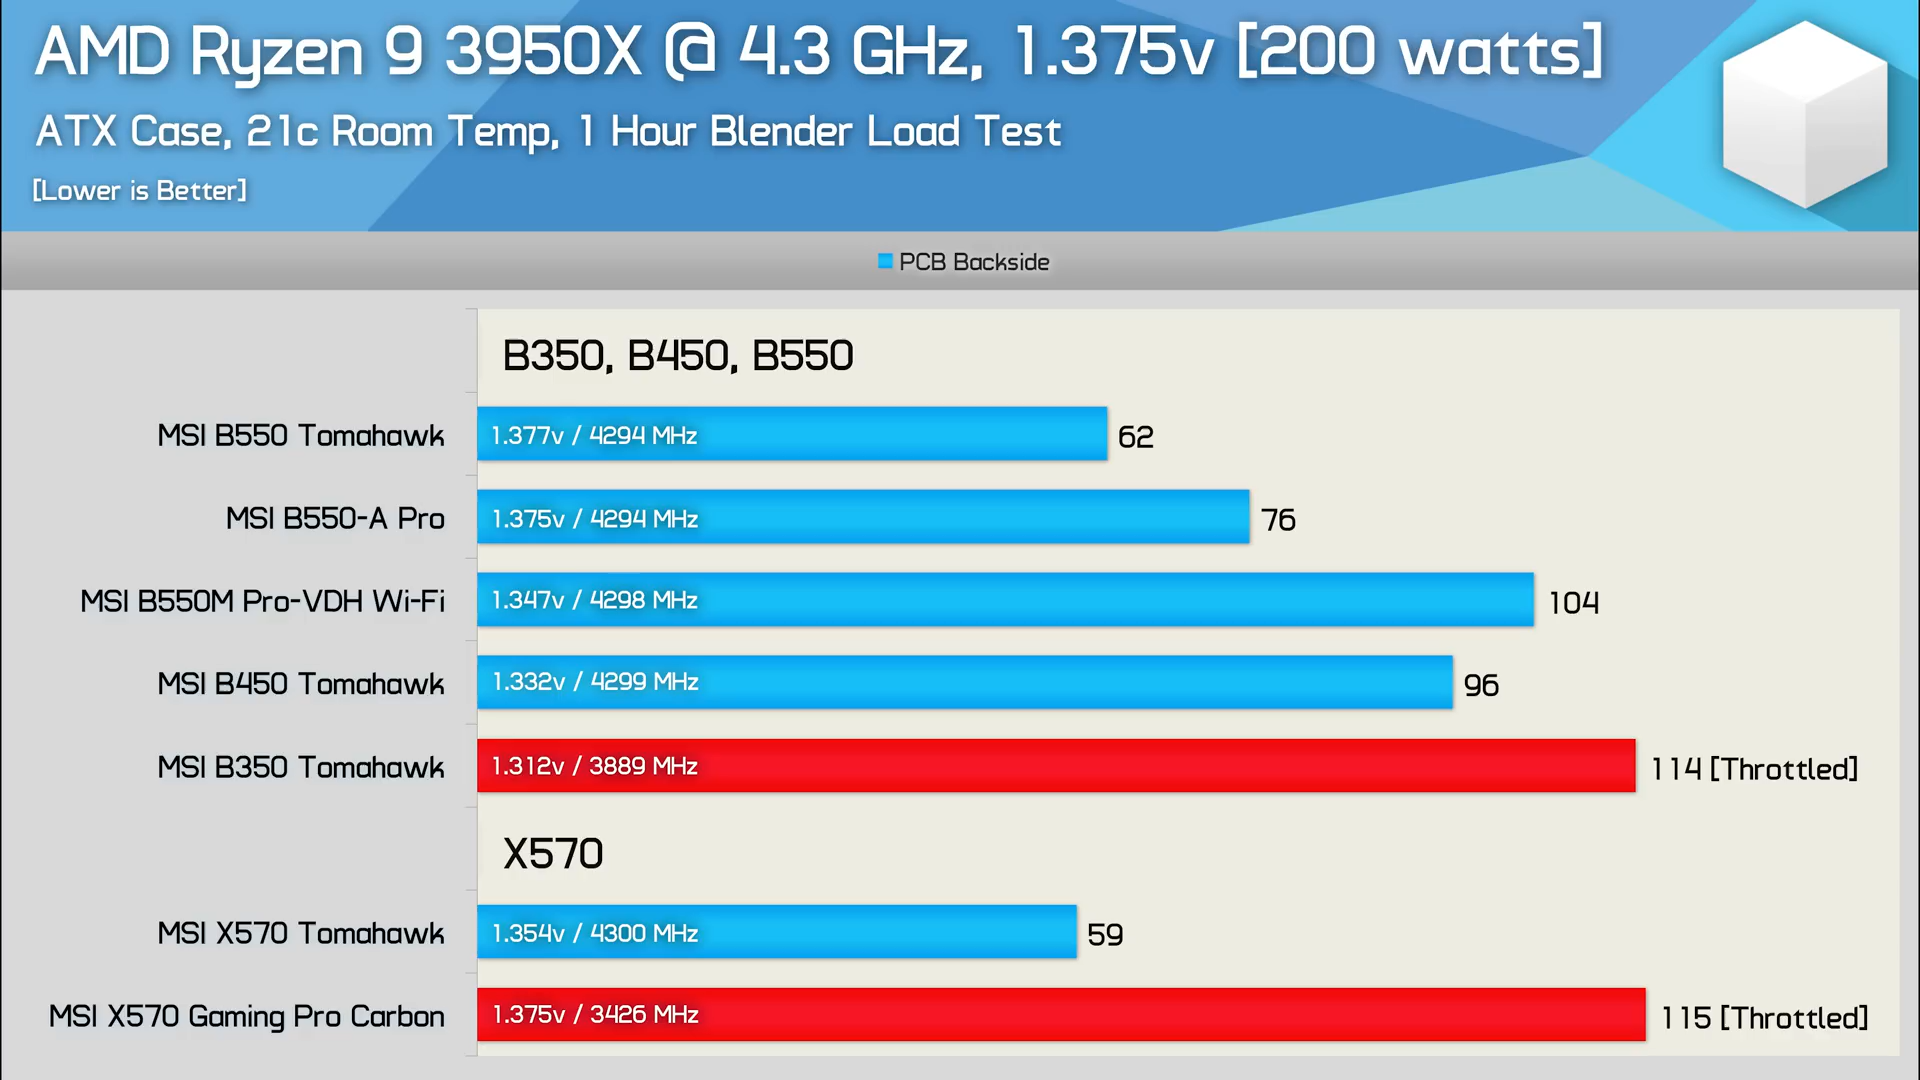 AMD Ryzen 9 3950X @ 4.3 GHz, 1.375v [200 watts]
ATX Case, 21c Room Temp, 1 Hour Blender Load Test
[Lower is Better]
PCB Backside
B350, B450, B550
MSI B550 Tomahawk 1.377v / 4294 MHz 62
MSI B550-A Pro 1.375v / 4294 MHz 76
MSI B550M Pro-VDH Wi-Fi 1.347v / 4298 MHz 104
MSI B450 Tomahawk 1.332v / 4299 MHz 96
MSI B350 Tomahawk 1.312v / 3889 MHz 114 [Throttled]
X570
MSI X570 Tomahawk 1.354v / 4300 MHz 59
MSI X570 Gaming Pro Carbon 1.375v / 3426 MHz 115 [Throttled]